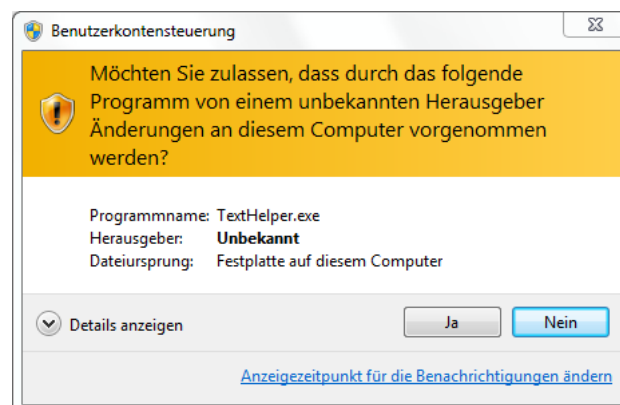 Benutzerkontensteuerung
Möchten Sie zulassen, dass durch das folgende
Programm von einem unbekannten Herausgeber
Änderungen an diesem Computer vorgenommen
werden?
Programmname: TextHelper.exe
Herausgeber: Unbekannt
Dateiursprung: Festplatte auf diesem Computer
Details anzeigen
Ja
Nein
Anzeigezeitpunkt für die Benachrichtigungen ändern